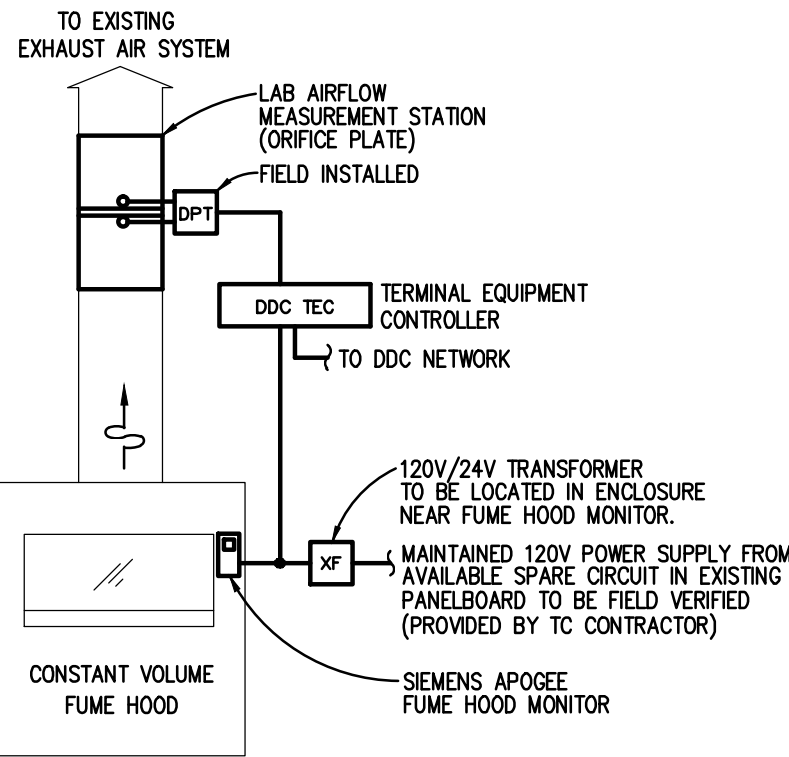 TO EXISTING
EXHAUST AIR SYSTEM
LAB AIRFLOW
MEASUREMENT STATION
(ORIFICE PLATE)
FIELD INSTALLED
DPT
DDC TEC
TERMINAL EQUIPMENT
CONTROLLER
TO DDC NETWORK
120V/24V TRANSFORMER
TO BE LOCATED IN ENCLOSURE
NEAR FUME HOOD MONITOR.
XF
MAINTAINED 120V POWER SUPPLY FROM
AVAILABLE SPARE CIRCUIT IN EXISTING
PANELBOARD TO BE FIELD VERIFIED
(PROVIDED BY TC CONTRACTOR)
CONSTANT VOLUME
FUME HOOD
SIEMENS APOGEE
FUME HOOD MONITOR